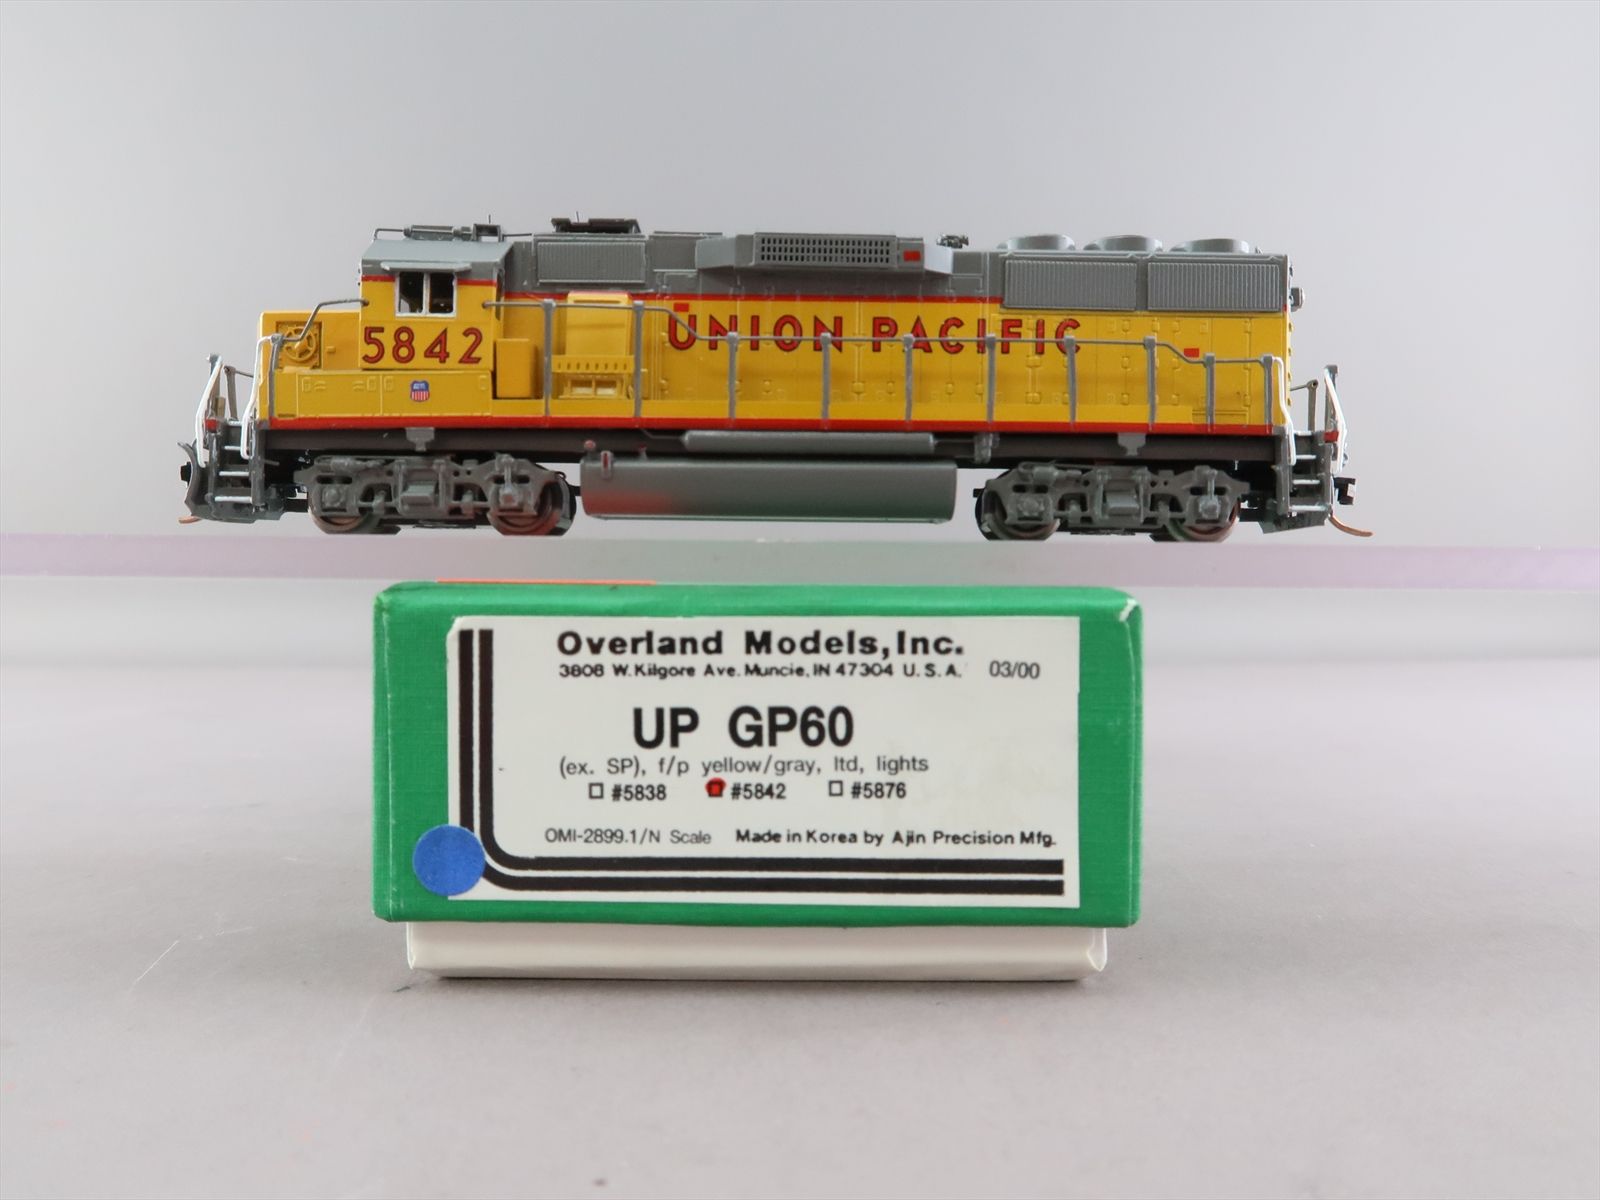 5842
UNION PACIFIC
Overland Models, Inc.
3808 W. Kilgore Ave. Muncie, IN 47304 U. S. A. 03/00
UP GP60
(ex. SP), f/p yellow/gray, ltd, lights
#5838 #5842 #5876
OMI-2899.1/N Scale Made in Korea by Ajin Precision Mfg.